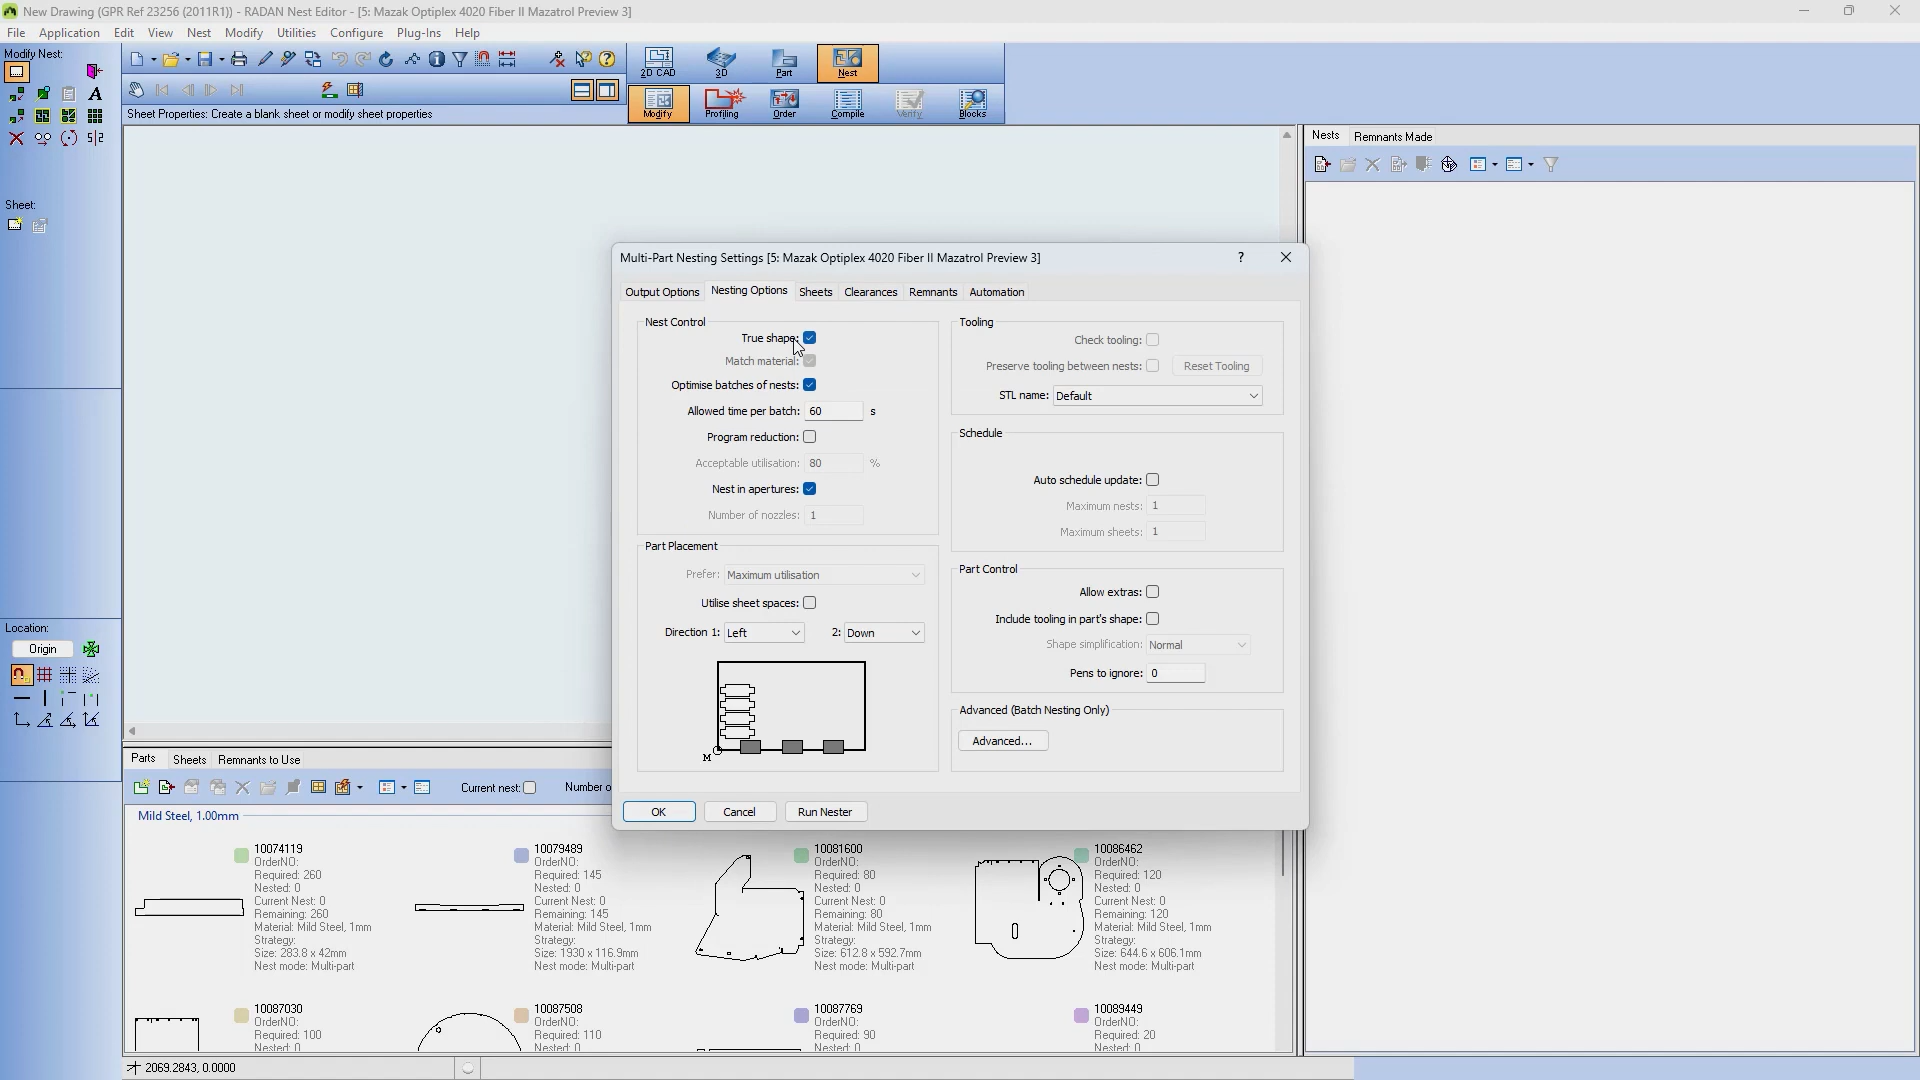 New Drawing (GPR Ref 23256 (2011R1)) - RADAN Nest Editor - [5: Mazak Optiplex 4020 Fiber II Mazatrol Preview 3]
File Application Edit View Nest Modify Utilities Configure Plug-Ins Help
Modify Nest:
2D CAD 3D Part Nest
Modify Profiling Order Compile Verify Blocks
Sheet Properties: Create a blank sheet or modify sheet properties
Nests Remnants Made
Sheet:
Location:
Origin
Multi-Part Nesting Settings [5: Mazak Optiplex 4020 Fiber II Mazatrol Preview 3]
Output Options Nesting Options Sheets Clearances Remnants Automation
Nest Control
True shape:
Match material:
Optimise batches of nests:
Allowed time per batch: 60 s
Program reduction:
Acceptable utilisation: 80 %
Nest in apertures:
Number of nozzles: 1
Part Placement
Prefer: Maximum utilisation
Utilise sheet spaces:
Direction 1: Left 2: Down
M
Tooling
Check tooling:
Preserve tooling between nests: Reset Tooling
STL name: Default
Schedule
Auto schedule update:
Maximum nests: 1
Maximum sheets: 1
Part Control
Allow extras:
Include tooling in part's shape:
Shape simplification: Normal
Pens to ignore: 0
Advanced (Batch Nesting Only)
Advanced...
OK Cancel Run Nester
Parts Sheets Remnants to Use
Current nest: Number o
Mild Steel, 1.00mm
10074119
OrderNO:
Required: 260
Nested: 0
Current Nest: 0
Remaining: 260
Material: Mild Steel, 1mm
Strategy:
Size: 283.8 x 42mm
Nest mode: Multi-part
10079489
OrderNO:
Required: 145
Nested: 0
Current Nest: 0
Remaining: 145
Material: Mild Steel, 1mm
Strategy:
Size: 1930 x 116.9mm
Nest mode: Multi-part
10081600
OrderNO:
Required: 80
Nested: 0
Current Nest: 0
Remaining: 80
Material: Mild Steel, 1mm
Strategy:
Size: 612.8 x 592.7mm
Nest mode: Multi-part
10086462
OrderNO:
Required: 120
Nested: 0
Current Nest: 0
Remaining: 120
Material: Mild Steel, 1mm
Strategy:
Size: 644.6 x 606.1mm
Nest mode: Multi-part
10087030
OrderNO:
Required: 100
Nested: 0
10087508
OrderNO:
Required: 110
Nested: 0
10087769
OrderNO:
Required: 90
Nested: 0
10089449
OrderNO:
Required: 20
Nested: 0
2069.2843, 0.0000